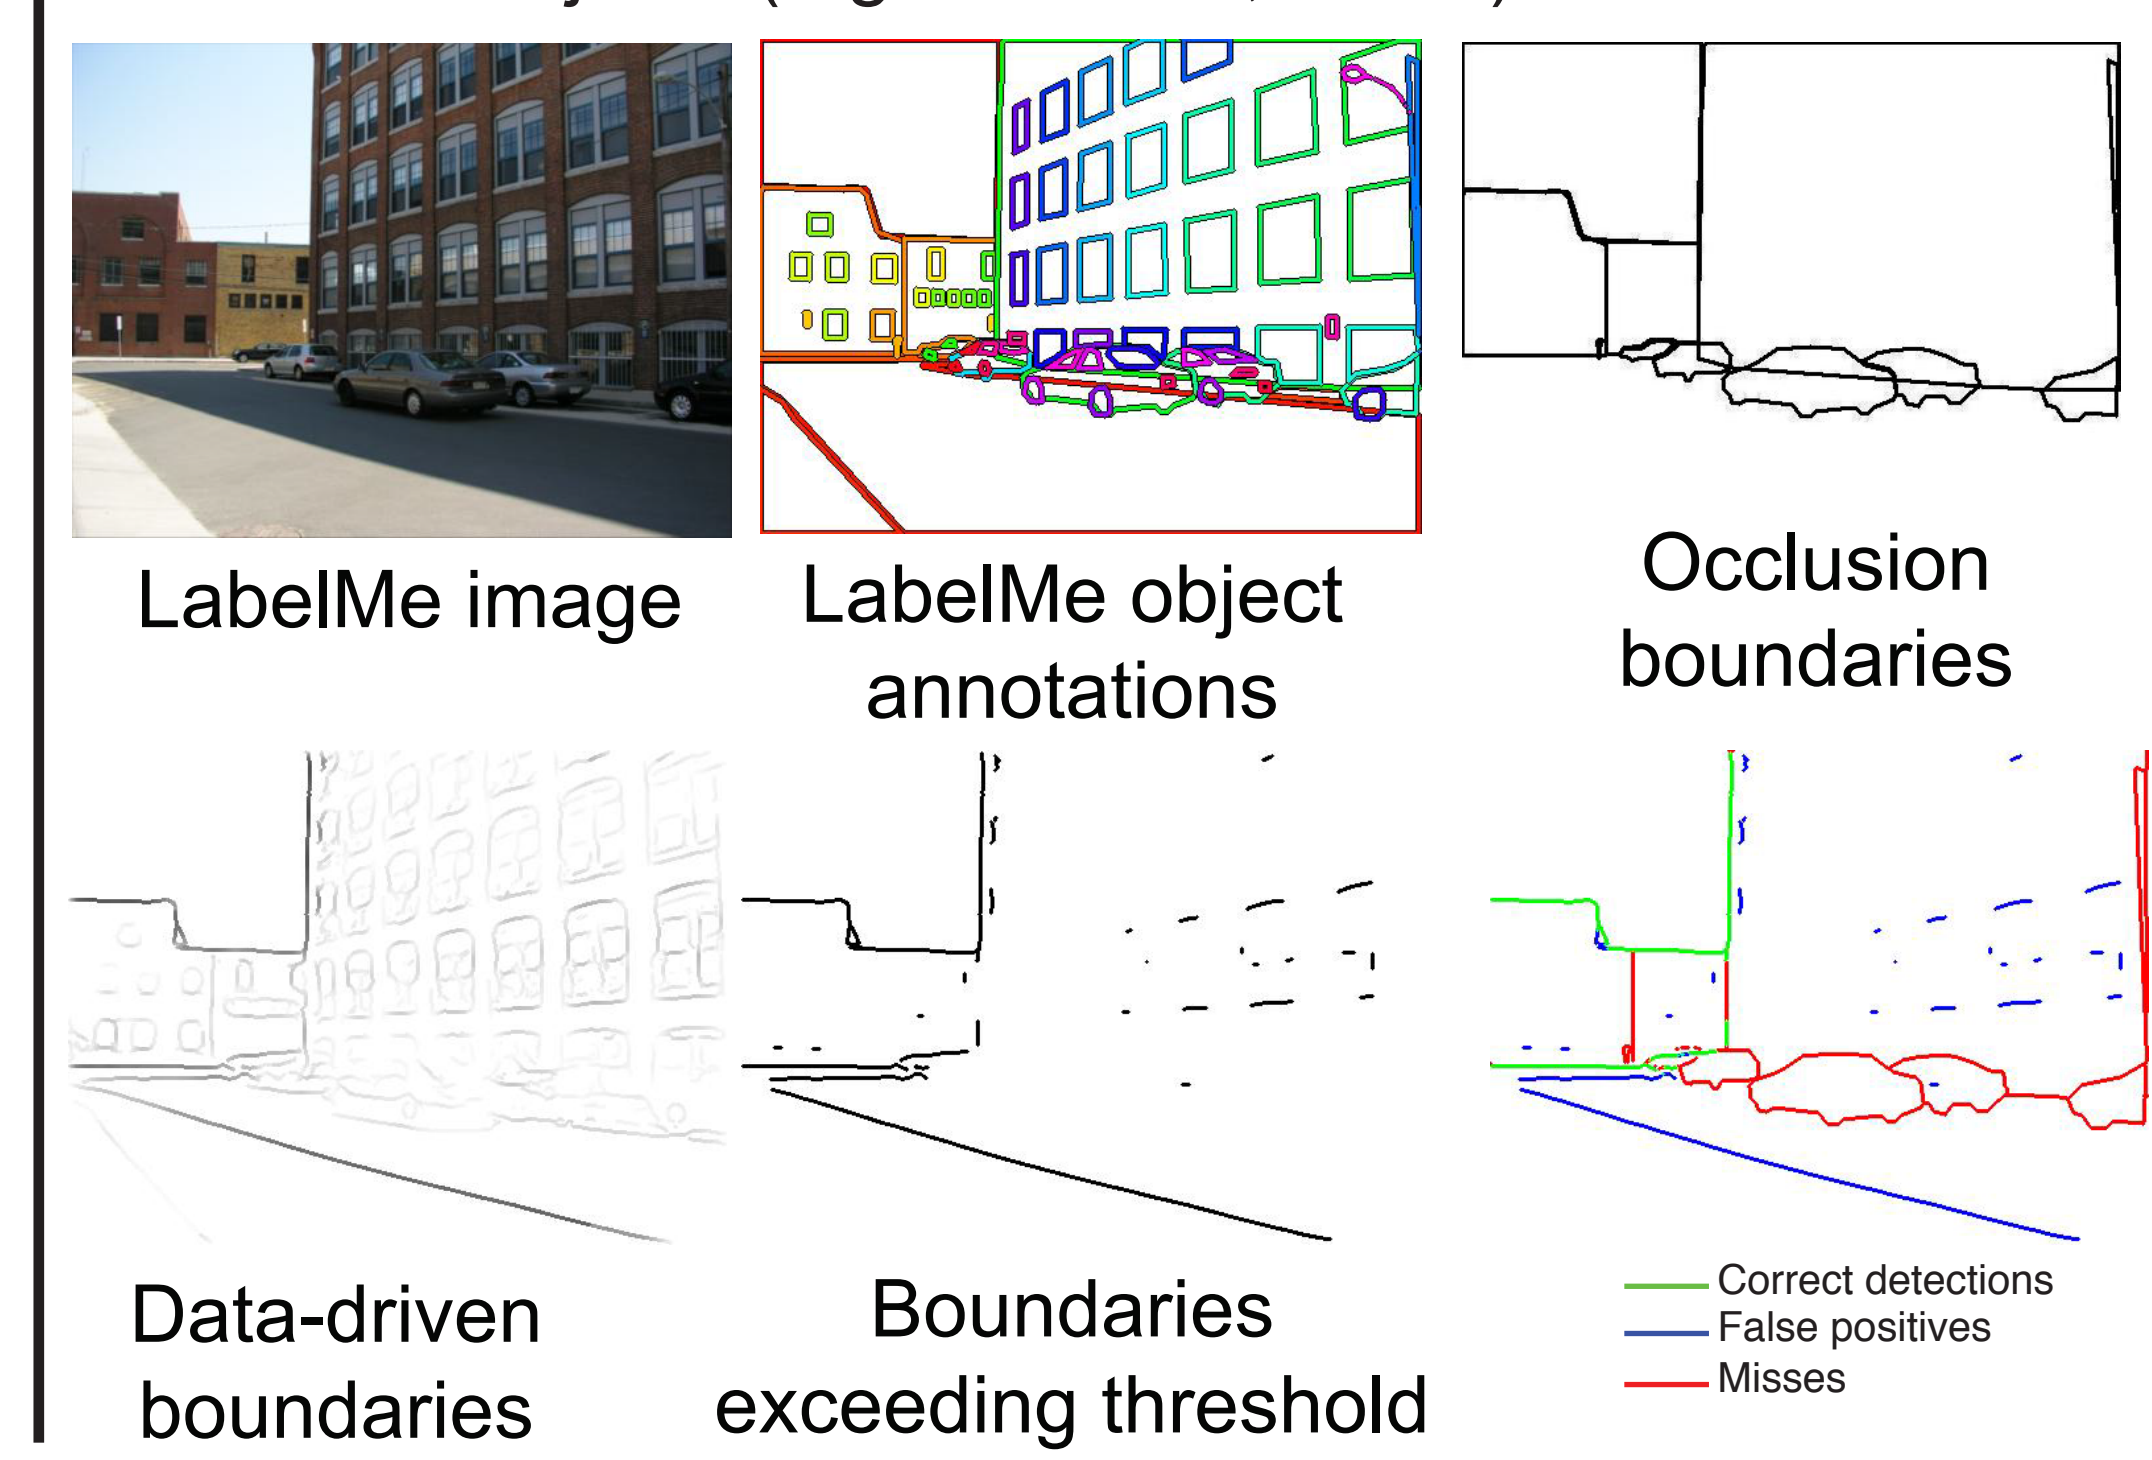 LabelMe image
LabelMe object
annotations
Occlusion
boundaries
Data-driven
boundaries
Boundaries
exceeding threshold
Correct detections
False positives
Misses